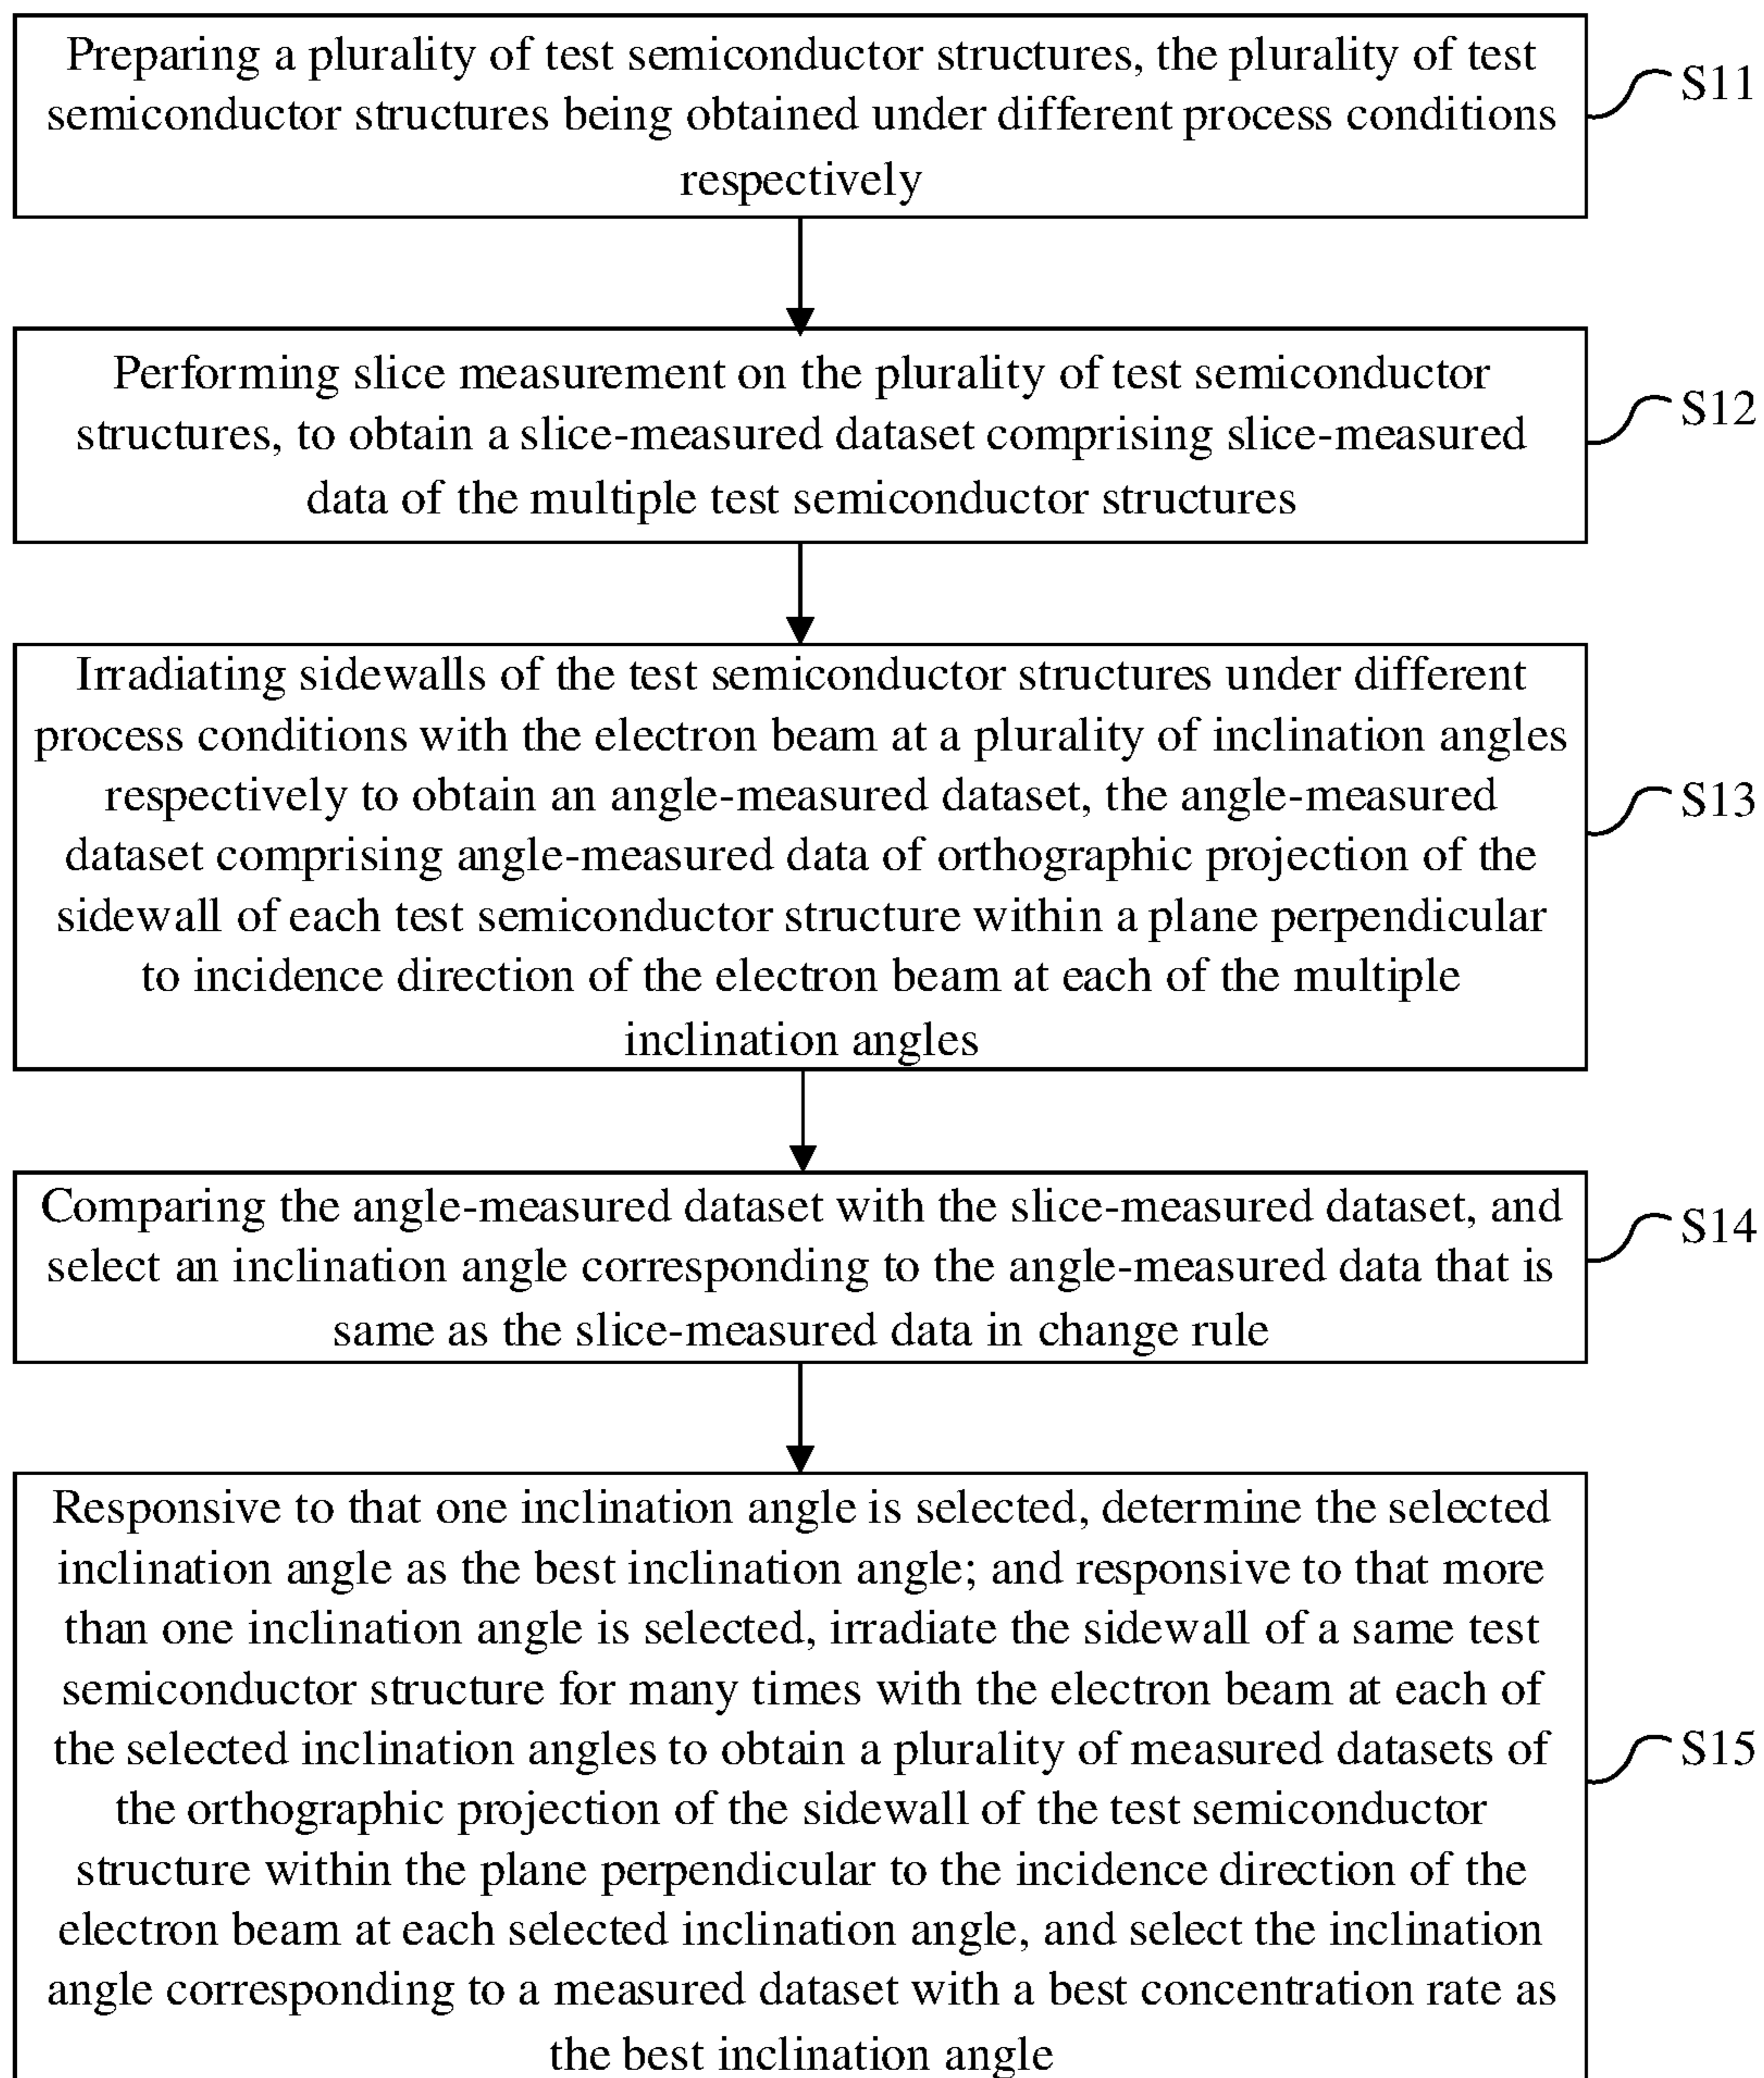 Preparing a plurality of test semiconductor structures, the plurality of test
semiconductor structures being obtained under different process conditions
respectively
S11
Performing slice measurement on the plurality of test semiconductor
structures, to obtain a slice-measured dataset comprising slice-measured
data of the multiple test semiconductor structures
S12
Irradiating sidewalls of the test semiconductor structures under different
process conditions with the electron beam at a plurality of inclination angles
respectively to obtain an angle-measured dataset, the angle-measured
dataset comprising angle-measured data of orthographic projection of the
sidewall of each test semiconductor structure within a plane perpendicular
to incidence direction of the electron beam at each of the multiple
inclination angles
S13
Comparing the angle-measured dataset with the slice-measured dataset, and
select an inclination angle corresponding to the angle-measured data that is
same as the slice-measured data in change rule
S14
Responsive to that one inclination angle is selected, determine the selected
inclination angle as the best inclination angle; and responsive to that more
than one inclination angle is selected, irradiate the sidewall of a same test
semiconductor structure for many times with the electron beam at each of
the selected inclination angles to obtain a plurality of measured datasets of
the orthographic projection of the sidewall of the test semiconductor
structure within the plane perpendicular to the incidence direction of the
electron beam at each selected inclination angle, and select the inclination
angle corresponding to a measured dataset with a best concentration rate as
the best inclination angle
S15